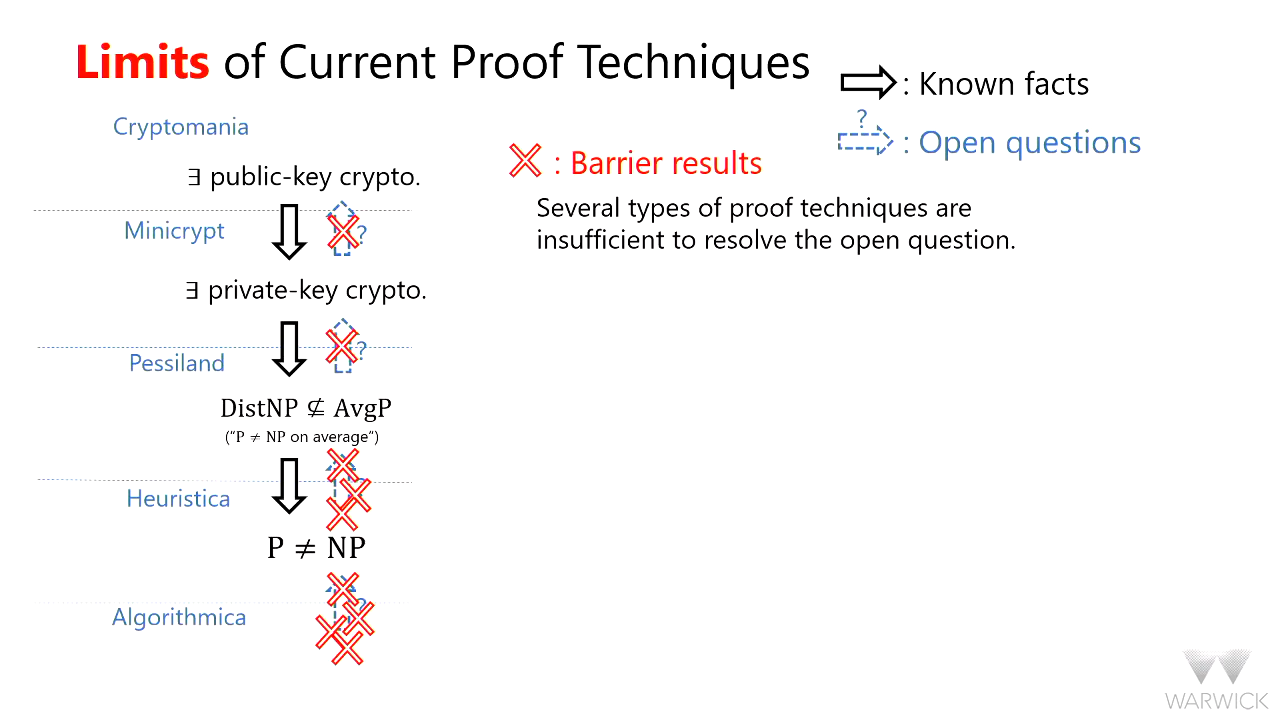 Limits of Current Proof Techniques
: Known facts
?
: Open questions
: Barrier results
Several types of proof techniques are
insufficient to resolve the open question.
Cryptomania
∃ public-key crypto.
Minicrypt
?
∃ private-key crypto.
?
Pessiland
DistNP ⊈ AvgP
("P ≠ NP on average")
Heuristica
P ≠ NP
?
Algorithmica
WARWICK